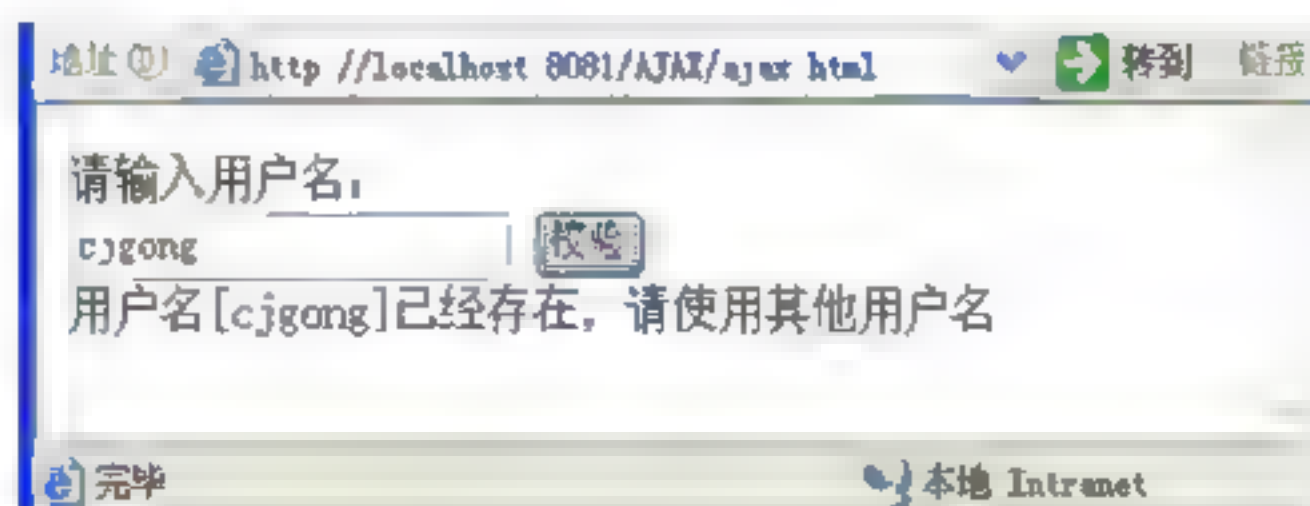 地址(D) http://localhost:8081/AJAX/ajax.html 转到 链接
请输入用户名:
cjgong 校验
用户名[cjgong]已经存在，请使用其他用户名
完毕 本地 Intranet